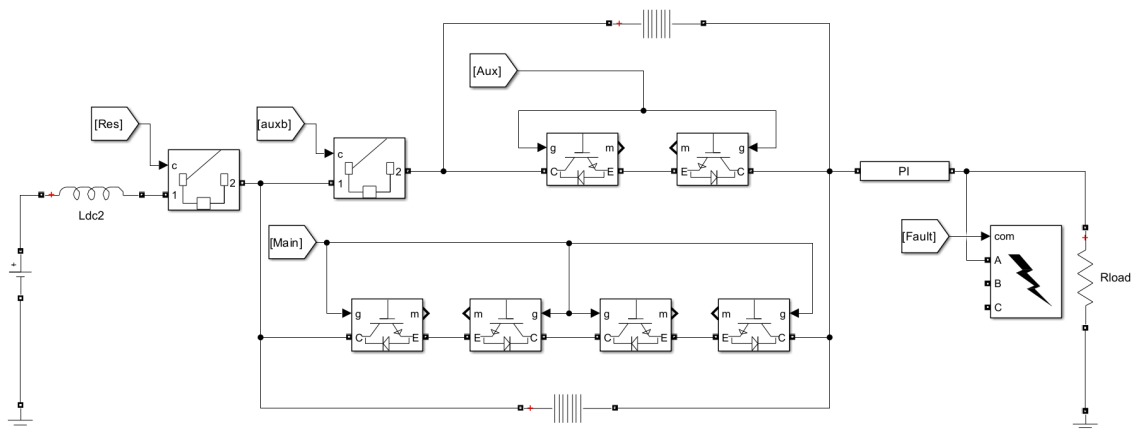 [Aux]
g
m
m
g
C
E
E
C
[Res]
c
1
2
[auxb]
c
1
2
+
Ldc2
+
PI
[Main]
g
m
m
g
g
m
m
g
C
E
E
C
C
E
E
C
[Fault]
com
A
B
C
+
Rload
+
+
+